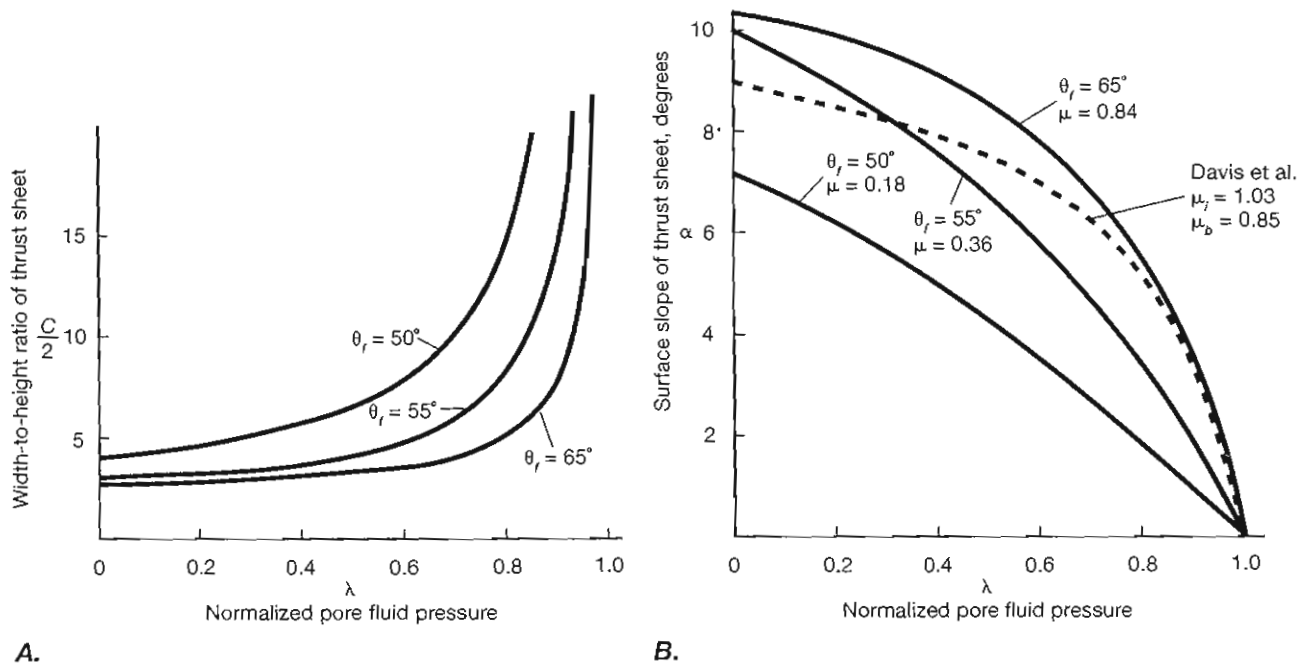 Width-to-height ratio of thrust sheet
C
2
15
10
5
θf = 50°
θf = 55°
θf = 65°
0
0.2
0.4
0.6
0.8
1.0
λ
Normalized pore fluid pressure
A.
Surface slope of thrust sheet, degrees
α
10
8
6
4
2
θf = 65°
μ = 0.84
θf = 50°
μ = 0.18
θf = 55°
μ = 0.36
Davis et al.
μi = 1.03
μb = 0.85
0
0.2
0.4
0.6
0.8
1.0
λ
Normalized pore fluid pressure
B.